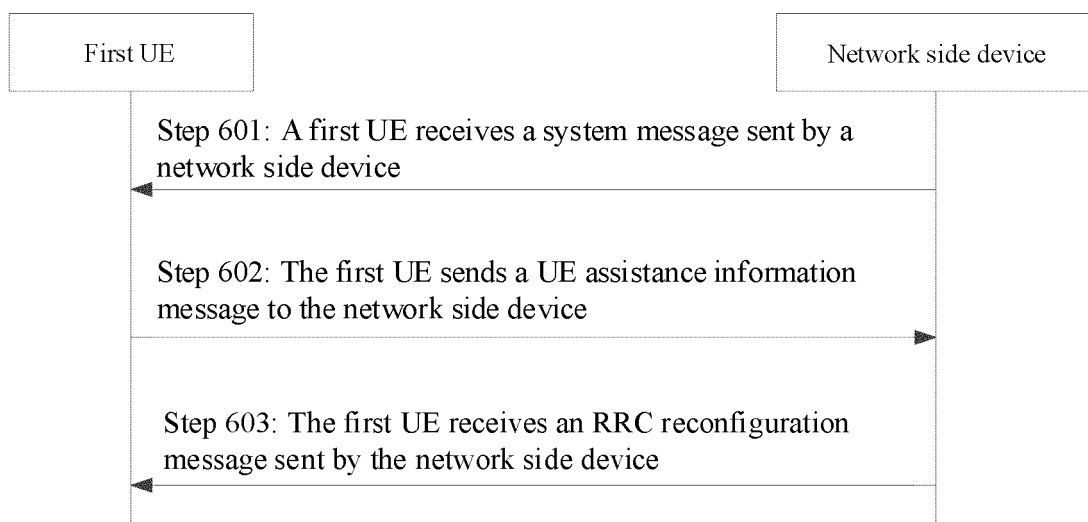 First UE
Network side device
Step 601: A first UE receives a system message sent by a
network side device
Step 602: The first UE sends a UE assistance information
message to the network side device
Step 603: The first UE receives an RRC reconfiguration
message sent by the network side device